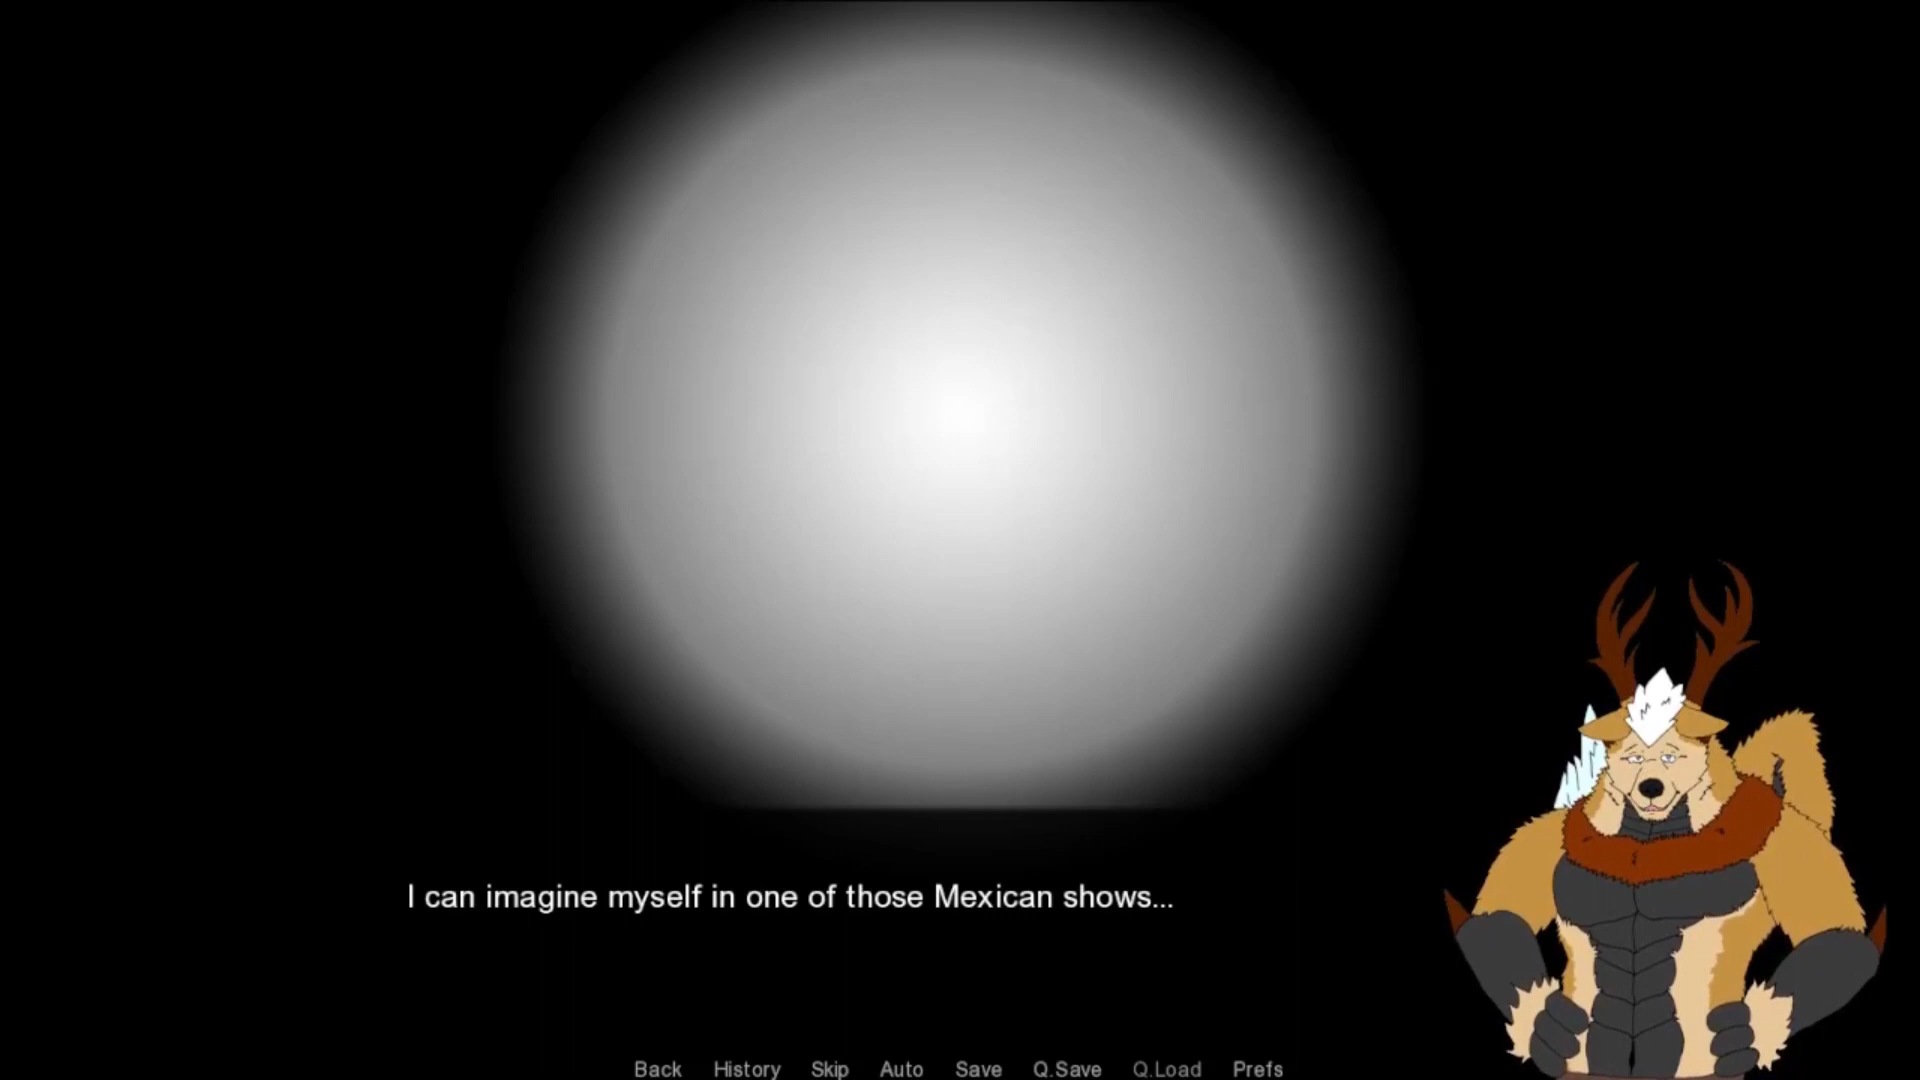 I can imagine myself in one of those Mexican shows...
Back History Skip Auto Save Q.Save Q.Load Prefs